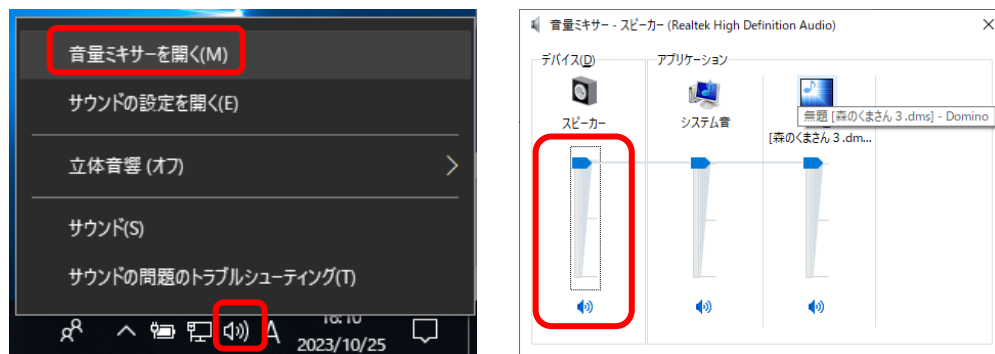 音量ミキサーを開く(M)
サウンドの設定を開く(E)
立体音響 (オフ)
サウンド(S)
サウンドの問題のトラブルシューティング(T)
A
16:10
2023/10/25
音量ミキサー - スピーカー (Realtek High Definition Audio)
デバイス(D)
アプリケーション
スピーカー
システム音
無題 [森のくまさん 3.dms] - Domino
[森のくまさん 3.dm...